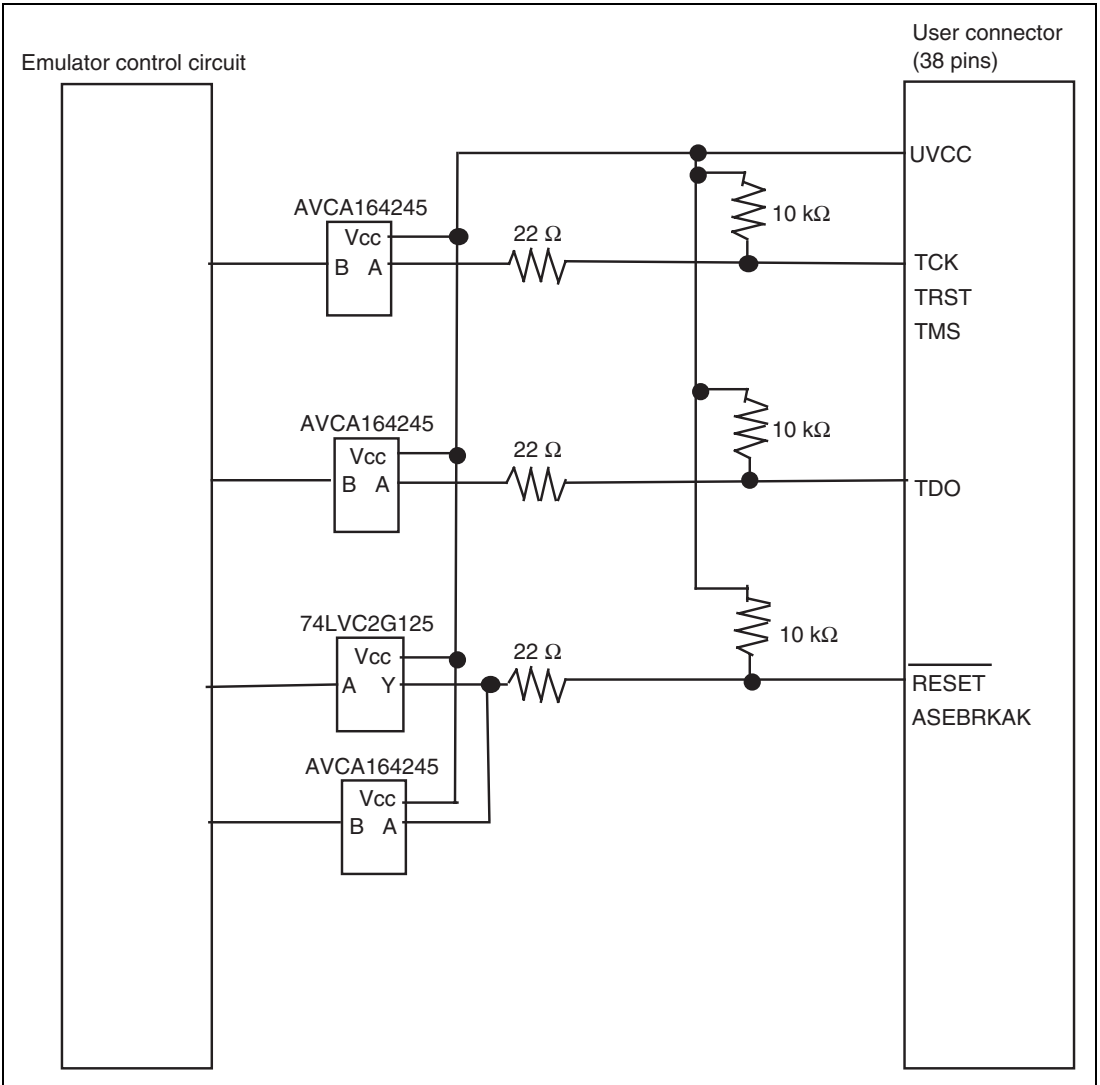 Emulator control circuit
User connector
(38 pins)
UVCC
AVCA164245
Vcc
B A
22 Ω
10 kΩ
TCK
TRST
TMS
AVCA164245
Vcc
B A
22 Ω
10 kΩ
TDO
74LVC2G125
Vcc
A Y
22 Ω
10 kΩ
RESET
ASEBRKAK
AVCA164245
Vcc
B A